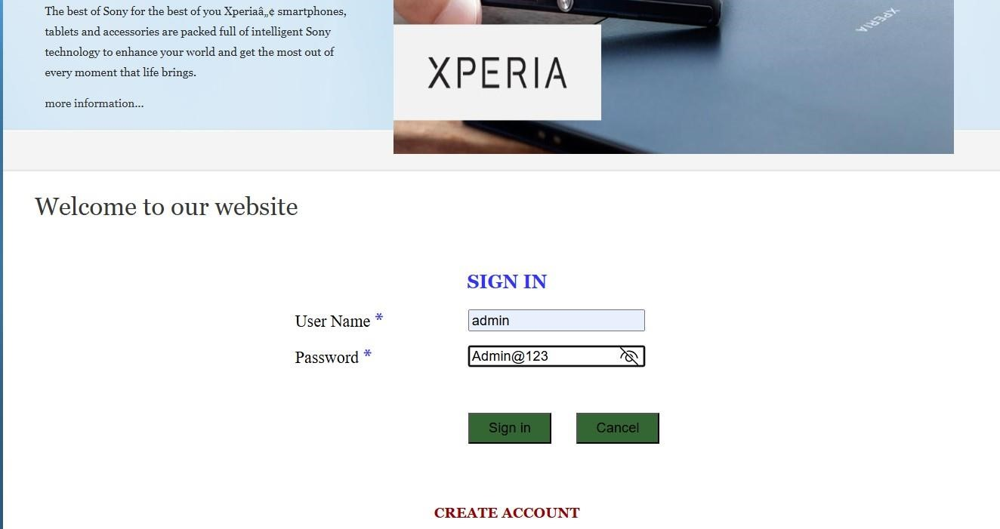 The best of Sony for the best of you Xperiaâ„¢ smartphones,
tablets and accessories are packed full of intelligent Sony
technology to enhance your world and get the most out of
every moment that life brings.
more information...
XPERIA
XPERIA
Welcome to our website
SIGN IN
User Name * admin
Password * Admin@123
Sign in Cancel
CREATE ACCOUNT